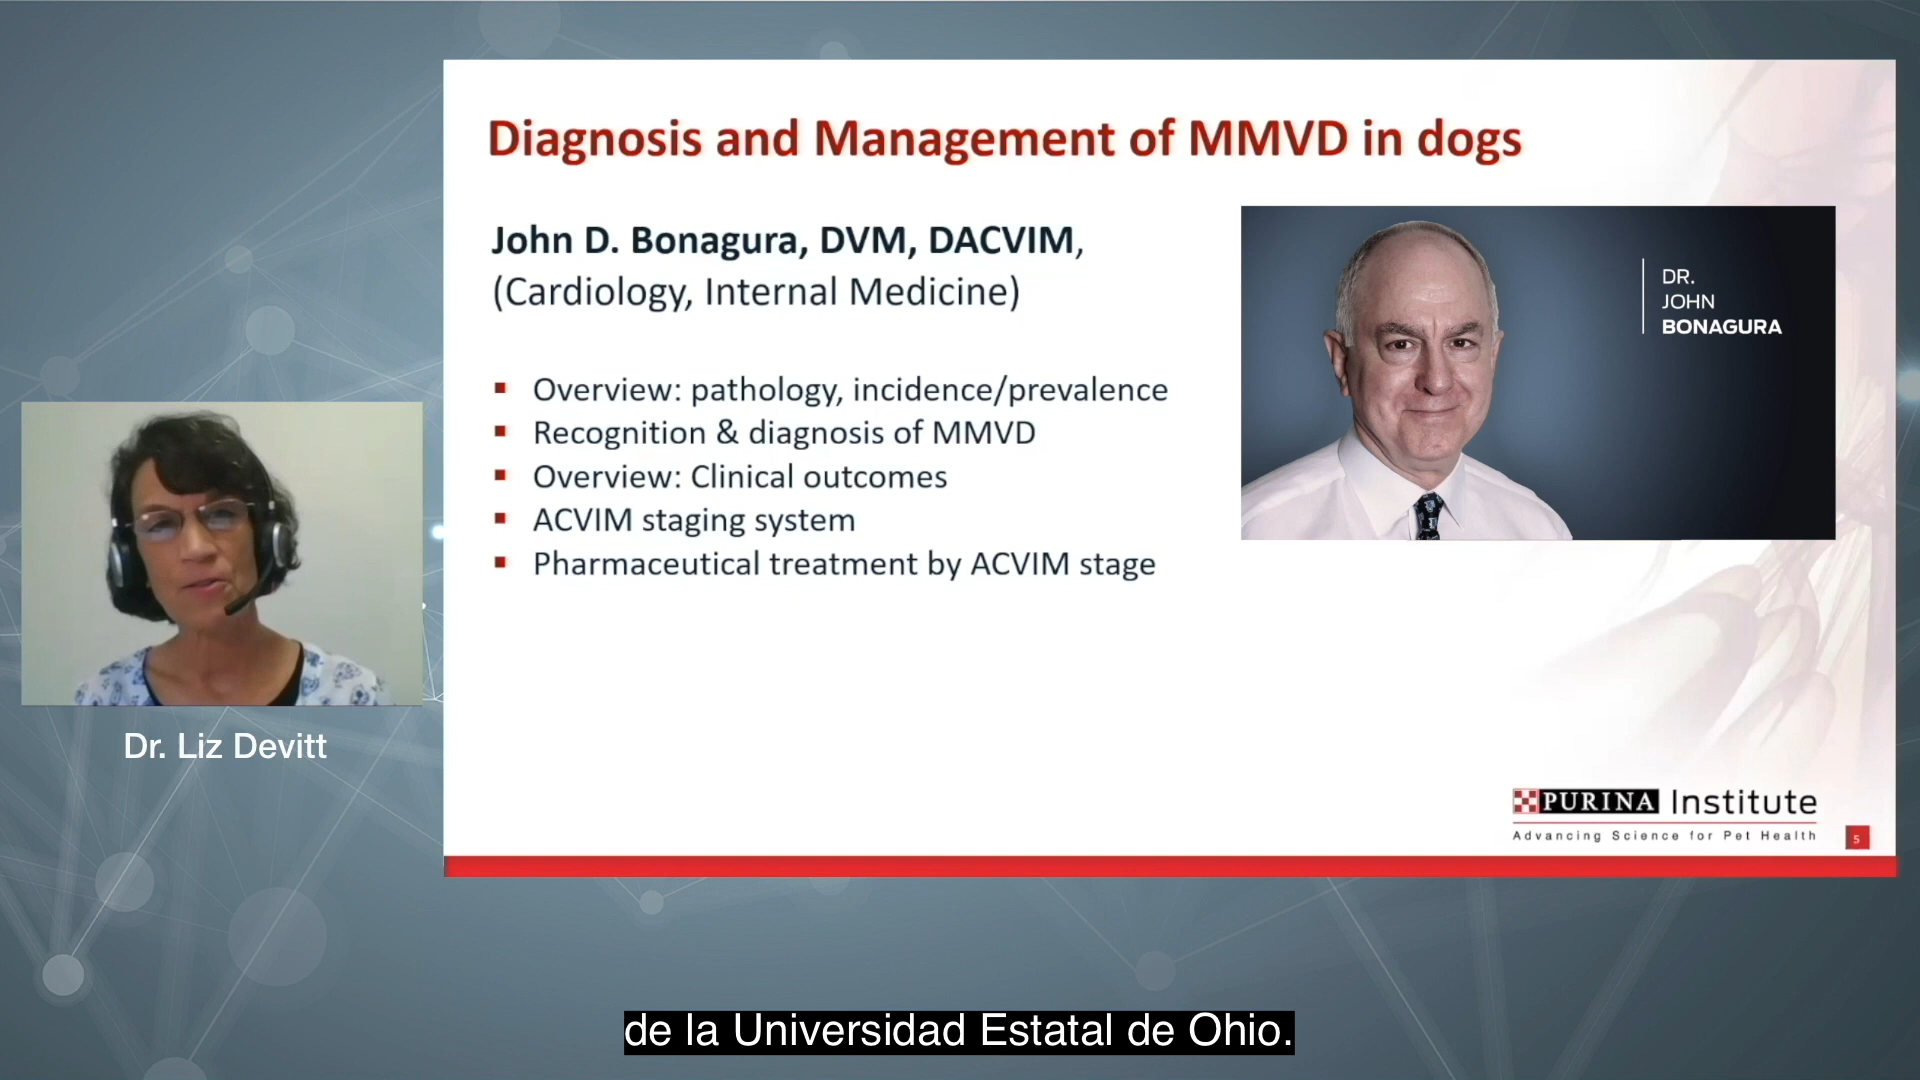 Diagnosis and Management of MMVD in dogs
John D. Bonagura, DVM, DACVIM,
(Cardiology, Internal Medicine)
▪ Overview: pathology, incidence/prevalence
▪ Recognition & diagnosis of MMVD
▪ Overview: Clinical outcomes
▪ ACVIM staging system
▪ Pharmaceutical treatment by ACVIM stage
DR.
JOHN
BONAGURA
Dr. Liz Devitt
PURINA Institute
Advancing Science for Pet Health
5
de la Universidad Estatal de Ohio.